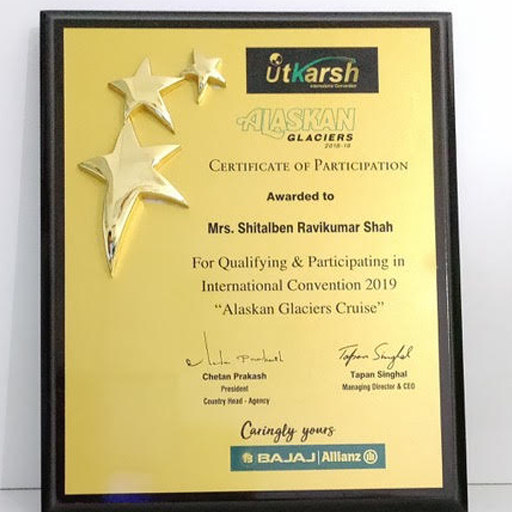 Utkarsh
International Convention
ALASKAN
GLACIERS
2018-19
CERTIFICATE OF PARTICIPATION
Awarded to
Mrs. Shitalben Ravikumar Shah
For Qualifying & Participating in
International Convention 2019
“Alaskan Glaciers Cruise”
Tapan Singhal
Chetan Prakash
President
Country Head - Agency
Tapan Singhal
Managing Director & CEO
Caringly yours
BAJAJ | Allianz